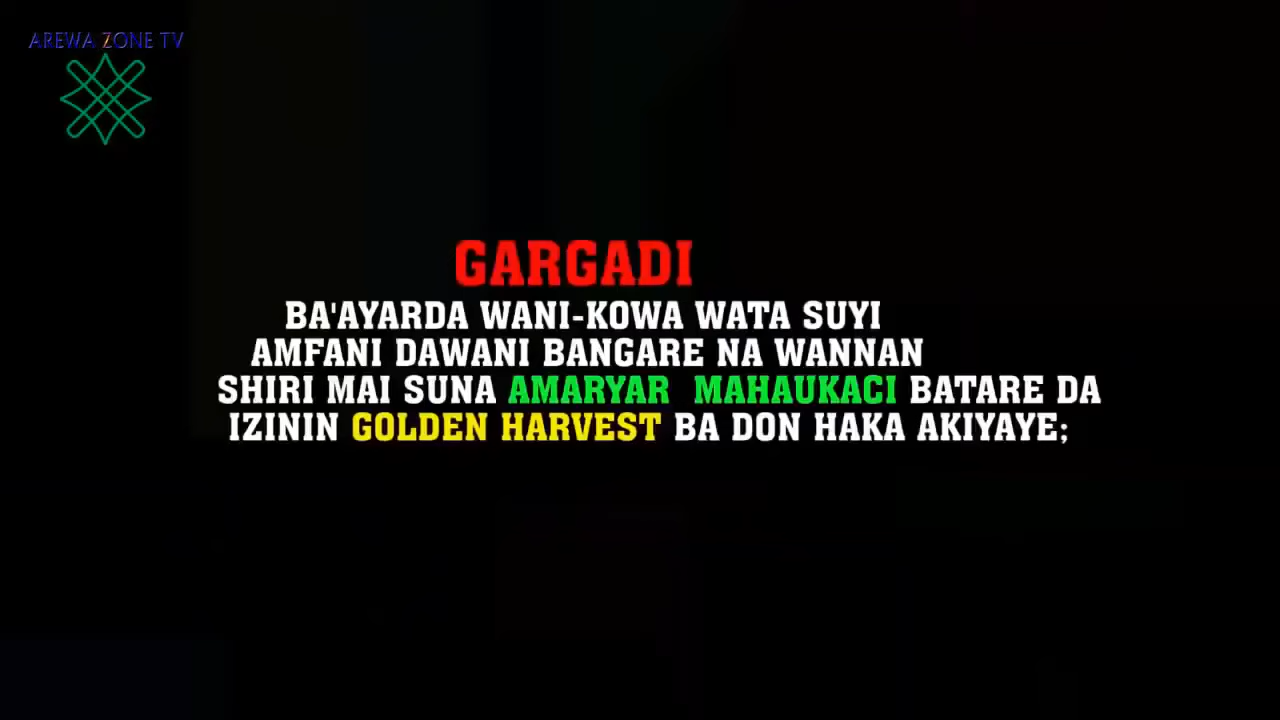 AREWA ZONE TV
GARGADI
BA'AYARDA WANI-KOWA WATA SUYI
AMFANI DAWANI BANGARE NA WANNAN
SHIRI MAI SUNA AMARYAR MAHAUKACI BATARE DA
IZININ GOLDEN HARVEST BA DON HAKA AKIYAYE;